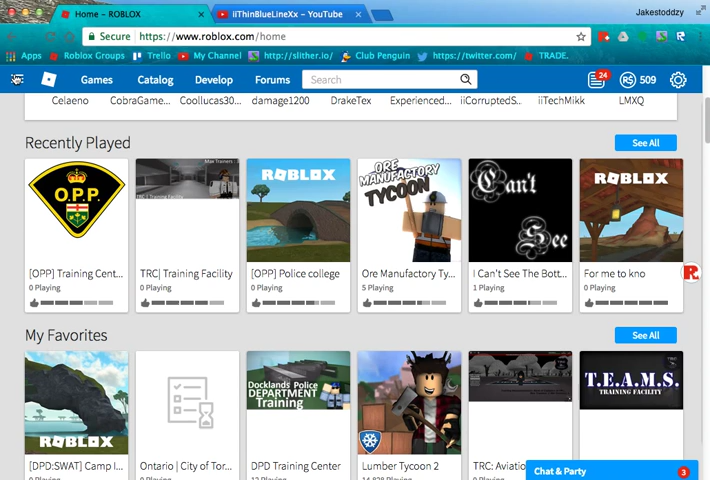 Home – ROBLOX
iiThinBlueLineXx – YouTube
Jakestoddzy
Secure
https://www.roblox.com/home
Apps
Roblox Groups
Trello
My Channel
http://slither.io/
Club Penguin
https://twitter.com/
TRADE.
Games
Catalog
Develop
Forums
Search
24
R$
509
Celaeno
CobraGame...
Coollucas30...
damage1200
DrakeTex
Experienced...
iiCorruptedS..
iiTechMikk
LMXQ
Recently Played
See All
O.P.P.
Max Trainers : 3
ROBLOX
ORE
MANUFACTORY
TYCOON
Can't
See
ROBLOX
[OPP] Training Cent...
TRC| Training Facility
[OPP] Police college
Ore Manufactory Ty...
I Can't See The Bott...
For me to kno
0 Playing
0 Playing
0 Playing
5 Playing
1 Playing
0 Playing
R
My Favorites
See All
ROBLOX
Docklands Police
DEPARTMENT
Training
T.E.A.M.S.
TRAINING FACILITY
[DPD:SWAT] Camp I...
Ontario | City of Tor...
DPD Training Center
Lumber Tycoon 2
TRC: Aviatio
Chat & Party
3